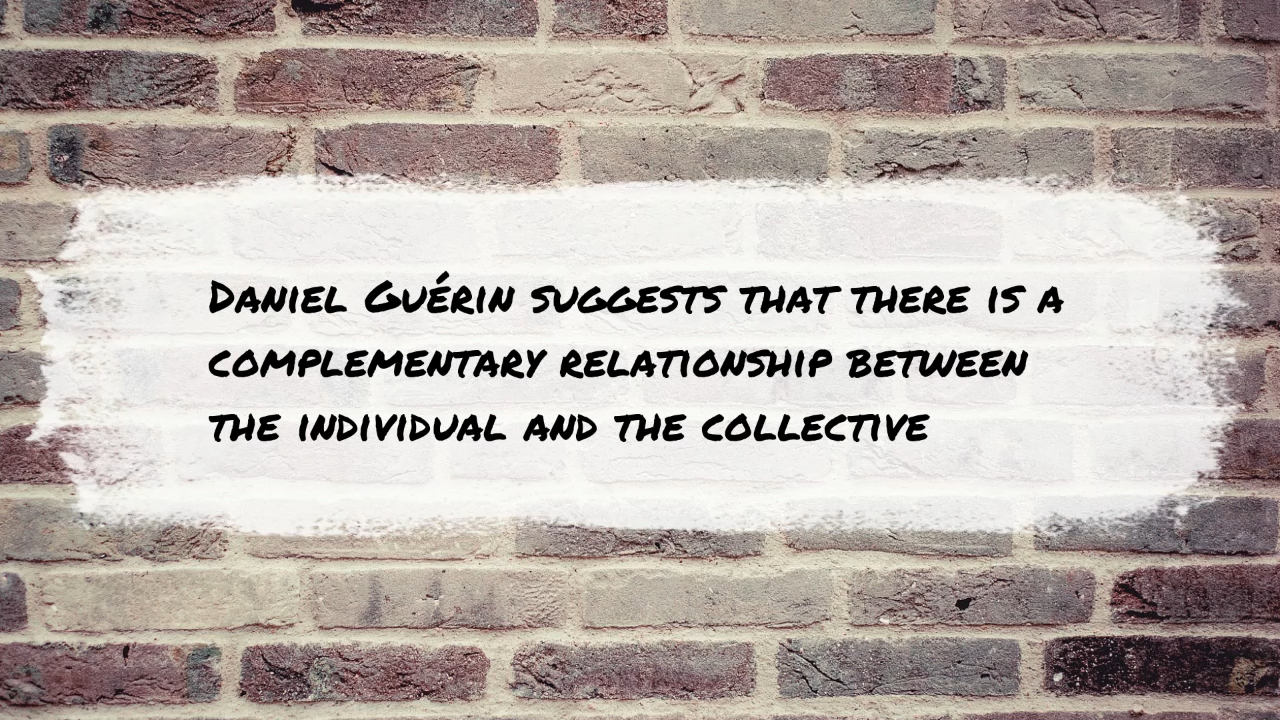 Daniel Guérin suggests that there is a
complementary relationship between
the individual and the collective